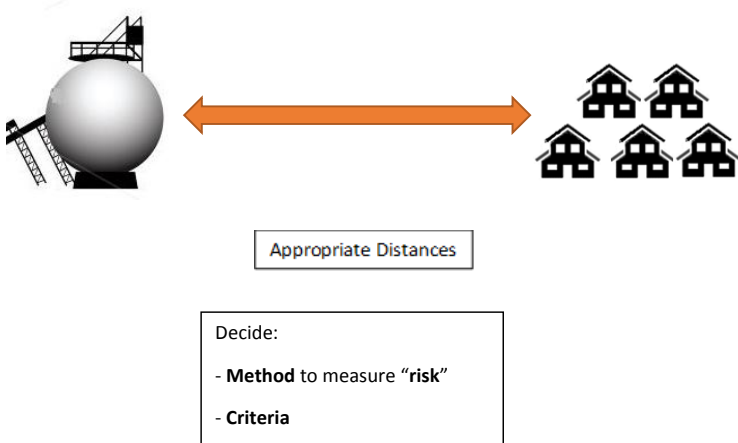 Appropriate Distances
Decide:
- Method to measure “risk”
- Criteria